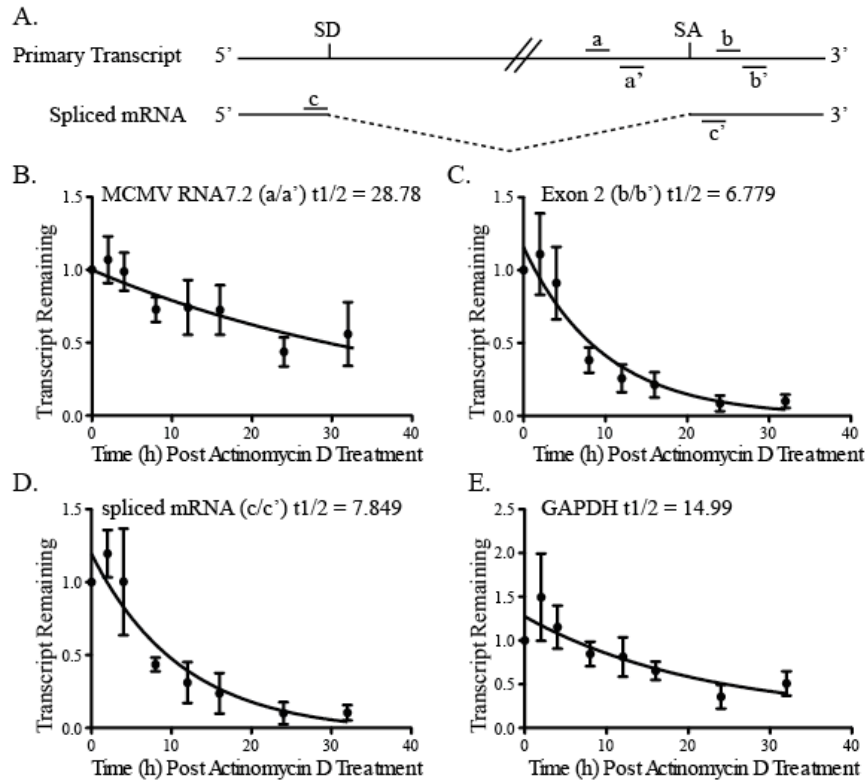 A.
SD
SA
a
b
Primary Transcript 5’ 3’
a’
b’
c
Spliced mRNA 5’ 3’
c’
B.
MCMV RNA7.2 (a/a’) t1/2 = 28.78
Transcript Remaining
1.5
1.0
0.5
0.0
0 10 20 30 40
Time (h) Post Actinomycin D Treatment
C.
Exon 2 (b/b’) t1/2 = 6.779
Transcript Remaining
1.5
1.0
0.5
0.0
0 10 20 30 40
Time (h) Post Actinomycin D Treatment
D.
spliced mRNA (c/c’) t1/2 = 7.849
Transcript Remaining
1.5
1.0
0.5
0.0
0 10 20 30 40
Time (h) Post Actinomycin D Treatment
E.
GAPDH t1/2 = 14.99
Transcript Remaining
2.5
2.0
1.5
1.0
0.5
0.0
0 10 20 30 40
Time (h) Post Actinomycin D Treatment